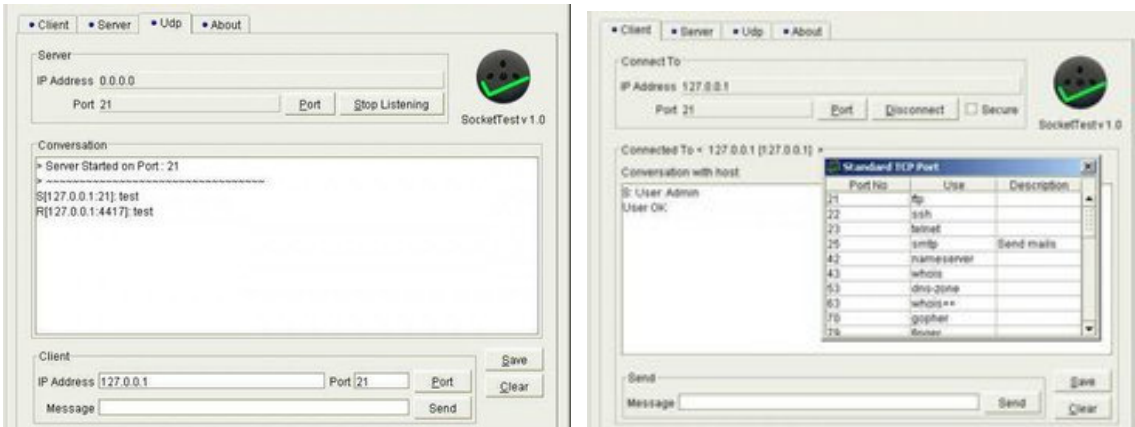 Client Server Udp About
Server
IP Address 0.0.0.0
Port 21 Port Stop Listening
SocketTest v 1.0
Conversation
> Server Started on Port : 21
> ~~~~~~~~~~~~~~~~~~~~~~~~~~~~~~~~~~
S[127.0.0.1:21]: test
R[127.0.0.1:4417]: test
Client
IP Address 127.0.0.1 Port 21 Port
Message Send
Save
Clear
Client Server Udp About
Connect To
IP Address 127.0.0.1
Port 21 Port Disconnect Secure
SocketTest v 1.0
Connected To < 127.0.0.1 [127.0.0.1] >
Conversation with host
S: User Admin
User OK
Standard TCP Port
Port No Use Description
21 ftp
22 ssh
23 telnet
25 smtp Send mails
42 nameserver
43 whois
53 dns-zone
63 whois++
70 gopher
79 finger
Send
Message Send
Save
Clear